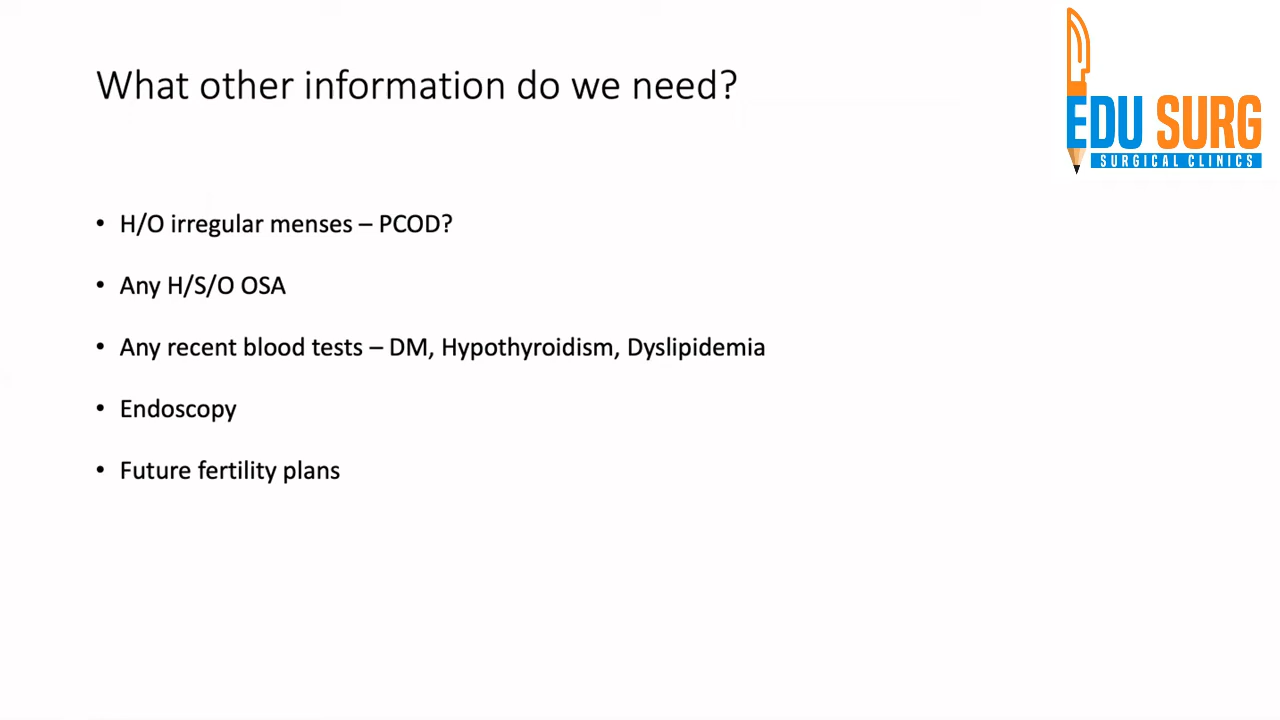 What other information do we need?
EDU SURG
SURGICAL CLINICS
• H/O irregular menses – PCOD?
• Any H/S/O OSA
• Any recent blood tests – DM, Hypothyroidism, Dyslipidemia
• Endoscopy
• Future fertility plans